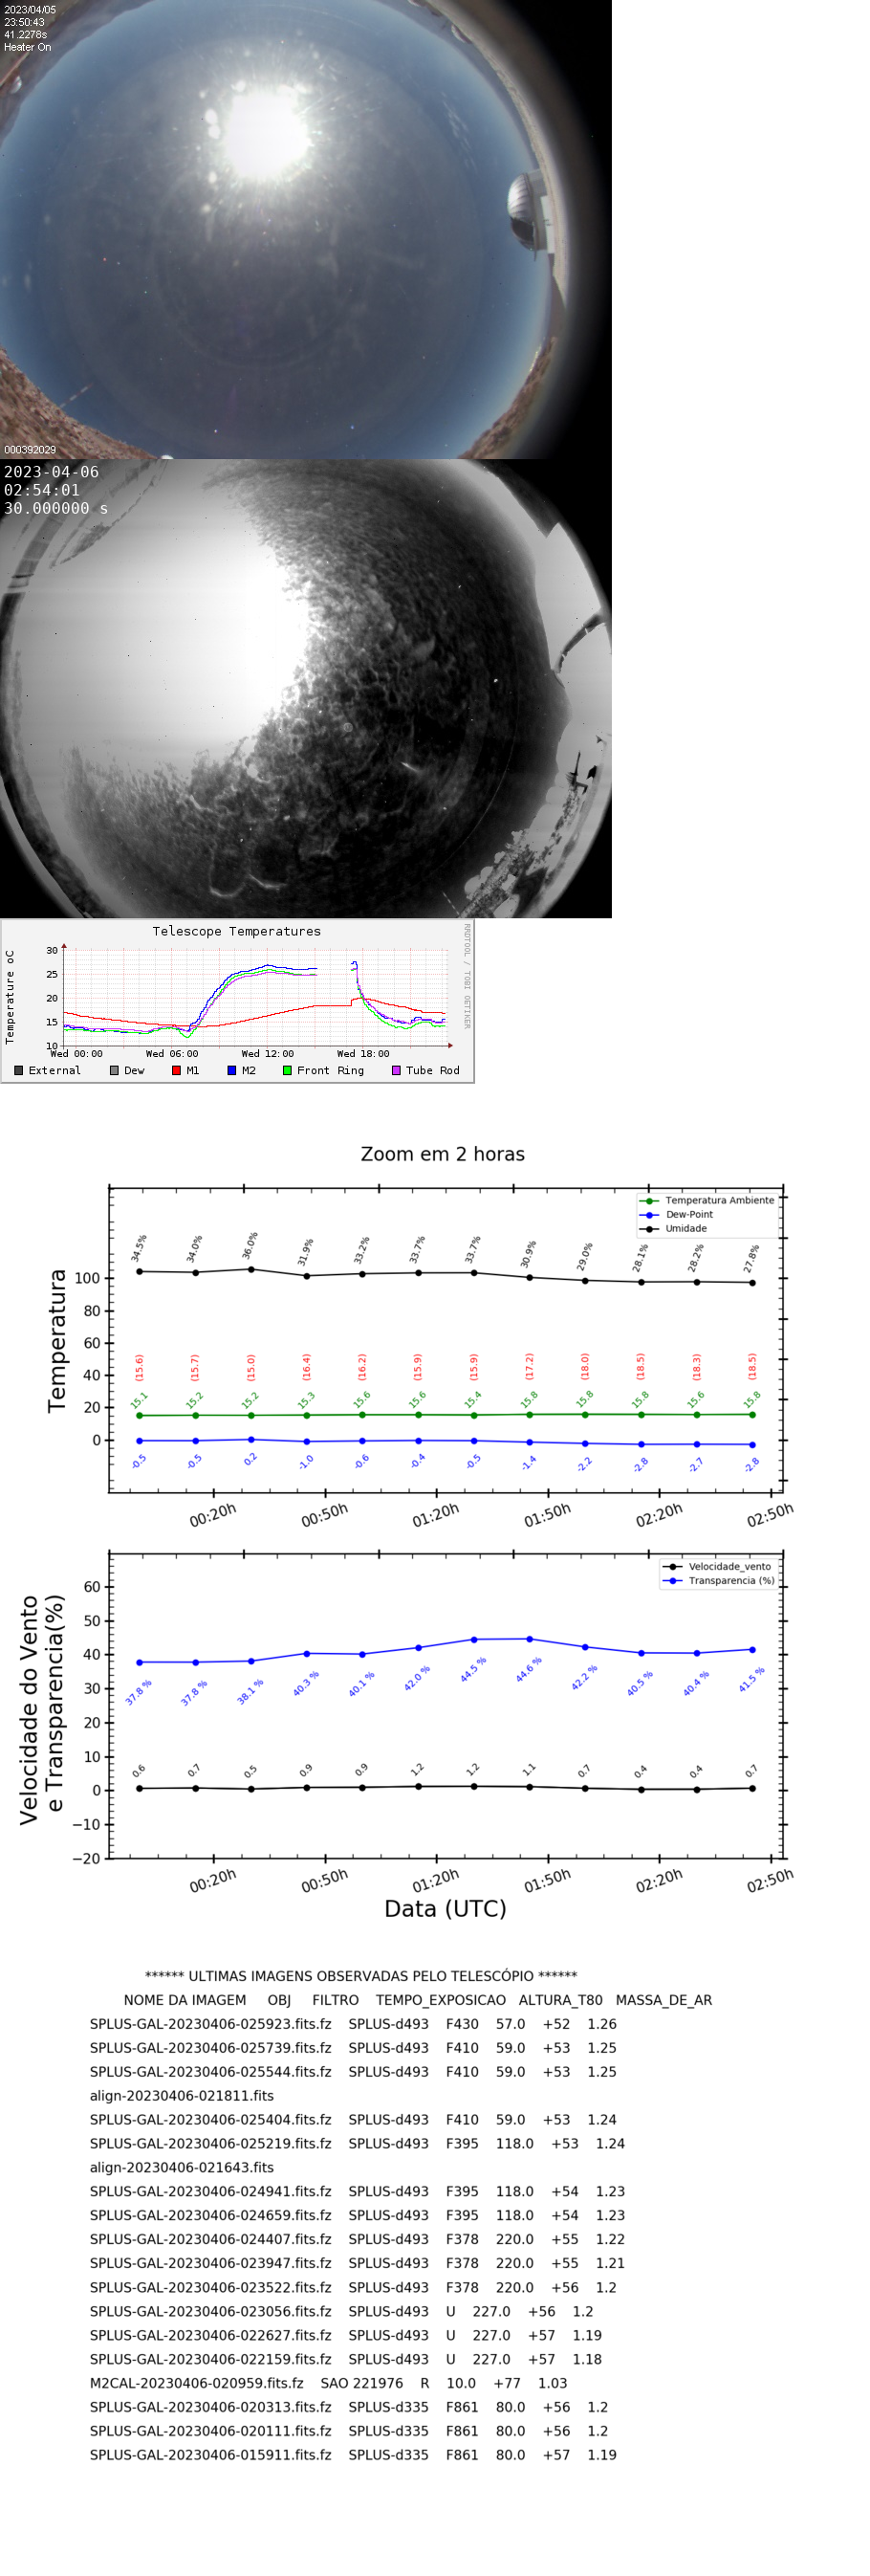 2023/04/05
23:50:43
41.2278s
Heater On
000392029
2023-04-06
02:54:01
30.000000 s
Telescope Temperatures
RRDTOOL / TOBI OETIKER
Temperature oC
30
25
20
15
10
Wed 00:00 Wed 06:00 Wed 12:00 Wed 18:00
External Dew M1 M2 Front Ring Tube Rod
Zoom em 2 horas
Temperatura Ambiente
Dew-Point
Umidade
Temperatura
100
80
60
40
20
0
34.5% 34.0% 36.0% 31.9% 33.2% 33.7% 33.7% 30.9% 29.0% 28.1% 28.2% 27.8%
(15.6) (15.7) (15.0) (16.4) (16.2) (15.9) (15.9) (17.2) (18.0) (18.5) (18.3) (18.5)
15.1 15.2 15.2 15.3 15.6 15.6 15.4 15.8 15.8 15.8 15.6 15.8
-0.5 -0.5 0.2 -1.0 -0.6 -0.4 -0.5 -1.4 -2.2 -2.8 -2.7 -2.8
00:20h 00:50h 01:20h 01:50h 02:20h 02:50h
Velocidade_vento
Transparencia (%)
Velocidade do Vento
e Transparencia(%)
60
50
40
30
20
10
0
−10
−20
37.8 % 37.8 % 38.1 % 40.3 % 40.1 % 42.0 % 44.5 % 44.6 % 42.2 % 40.5 % 40.4 % 41.5 %
0.6 0.7 0.5 0.9 0.9 1.2 1.2 1.1 0.7 0.4 0.4 0.7
00:20h 00:50h 01:20h 01:50h 02:20h 02:50h
Data (UTC)
****** ULTIMAS IMAGENS OBSERVADAS PELO TELESCÓPIO ******
NOME DA IMAGEM OBJ FILTRO TEMPO_EXPOSICAO ALTURA_T80 MASSA_DE_AR
SPLUS-GAL-20230406-025923.fits.fz SPLUS-d493 F430 57.0 +52 1.26
SPLUS-GAL-20230406-025739.fits.fz SPLUS-d493 F410 59.0 +53 1.25
SPLUS-GAL-20230406-025544.fits.fz SPLUS-d493 F410 59.0 +53 1.25
align-20230406-021811.fits
SPLUS-GAL-20230406-025404.fits.fz SPLUS-d493 F410 59.0 +53 1.24
SPLUS-GAL-20230406-025219.fits.fz SPLUS-d493 F395 118.0 +53 1.24
align-20230406-021643.fits
SPLUS-GAL-20230406-024941.fits.fz SPLUS-d493 F395 118.0 +54 1.23
SPLUS-GAL-20230406-024659.fits.fz SPLUS-d493 F395 118.0 +54 1.23
SPLUS-GAL-20230406-024407.fits.fz SPLUS-d493 F378 220.0 +55 1.22
SPLUS-GAL-20230406-023947.fits.fz SPLUS-d493 F378 220.0 +55 1.21
SPLUS-GAL-20230406-023522.fits.fz SPLUS-d493 F378 220.0 +56 1.2
SPLUS-GAL-20230406-023056.fits.fz SPLUS-d493 U 227.0 +56 1.2
SPLUS-GAL-20230406-022627.fits.fz SPLUS-d493 U 227.0 +57 1.19
SPLUS-GAL-20230406-022159.fits.fz SPLUS-d493 U 227.0 +57 1.18
M2CAL-20230406-020959.fits.fz SAO 221976 R 10.0 +77 1.03
SPLUS-GAL-20230406-020313.fits.fz SPLUS-d335 F861 80.0 +56 1.2
SPLUS-GAL-20230406-020111.fits.fz SPLUS-d335 F861 80.0 +56 1.2
SPLUS-GAL-20230406-015911.fits.fz SPLUS-d335 F861 80.0 +57 1.19